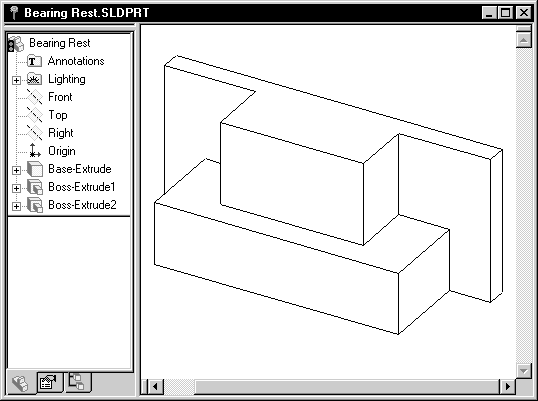 Bearing Rest.SLDPRT
Bearing Rest
Annotations
Lighting
Front
Top
Right
Origin
Base-Extrude
Boss-Extrude1
Boss-Extrude2